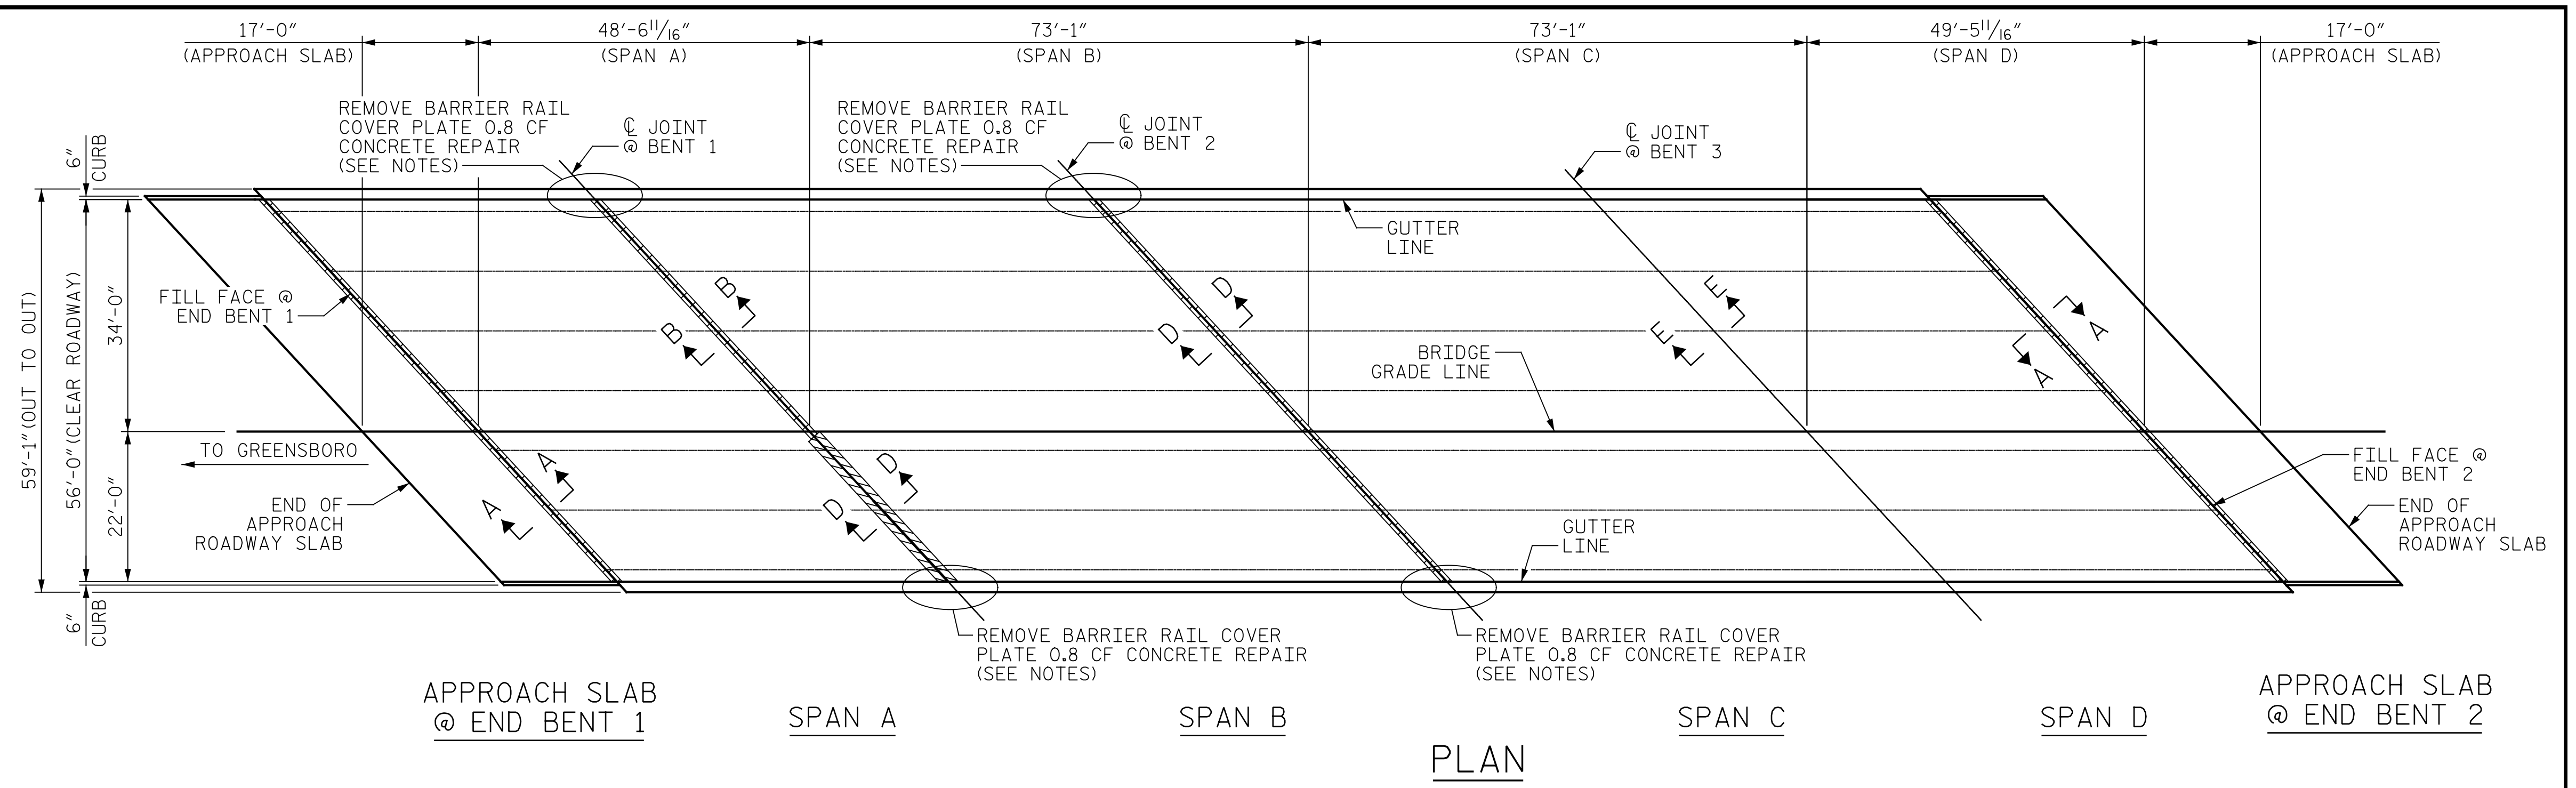 17'-0"
(APPROACH SLAB)
48'-6 11/16"
(SPAN A)
73'-1"
(SPAN B)
73'-1"
(SPAN C)
49'-5 11/16"
(SPAN D)
17'-0"
(APPROACH SLAB)
REMOVE BARRIER RAIL
COVER PLATE 0.8 CF
CONCRETE REPAIR
(SEE NOTES)
℄ JOINT
@ BENT 1
REMOVE BARRIER RAIL
COVER PLATE 0.8 CF
CONCRETE REPAIR
(SEE NOTES)
℄ JOINT
@ BENT 2
℄ JOINT
@ BENT 3
6"
CURB
59'-1" (OUT TO OUT)
56'-0" (CLEAR ROADWAY)
34'-0"
22'-0"
6"
CURB
GUTTER
LINE
FILL FACE @
END BENT 1
B
B
D
D
E
E
A
A
BRIDGE
GRADE LINE
TO GREENSBORO
A
A
D
D
END OF
APPROACH
ROADWAY SLAB
GUTTER
LINE
FILL FACE @
END BENT 2
END OF
APPROACH
ROADWAY SLAB
REMOVE BARRIER RAIL COVER
PLATE 0.8 CF CONCRETE REPAIR
(SEE NOTES)
REMOVE BARRIER RAIL COVER
PLATE 0.8 CF CONCRETE REPAIR
(SEE NOTES)
APPROACH SLAB
@ END BENT 1
SPAN A
SPAN B
SPAN C
SPAN D
APPROACH SLAB
@ END BENT 2
PLAN